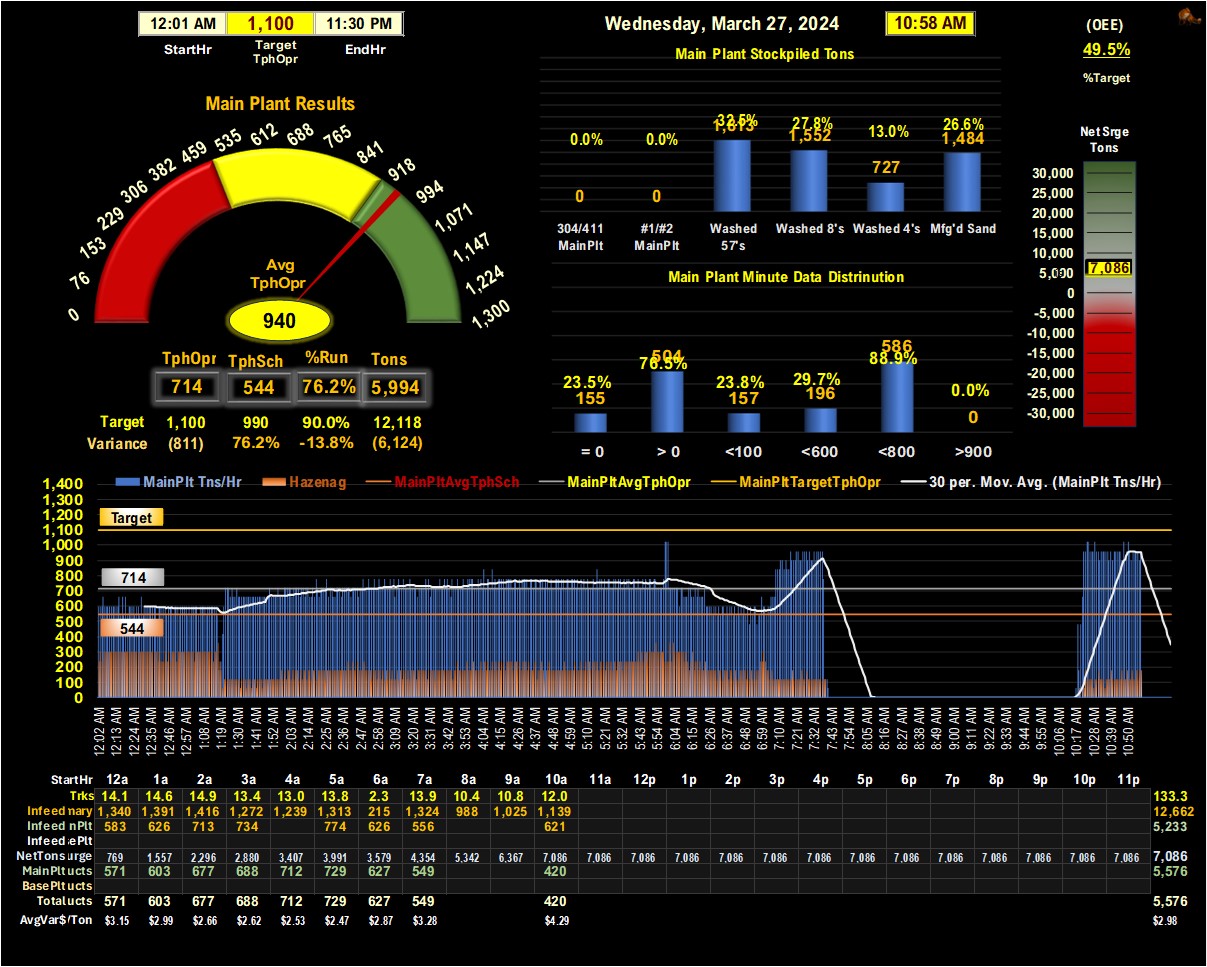 12:01 AM 1,100 11:30 PM
StartHr Target TphOpr EndHr
Wednesday, March 27, 2024 10:58 AM
(OEE)
49.5%
%Target
Main Plant Results
0 76 153 229 306 382 459 535 612 688 765 841 918 994 1,071 1,147 1,224 1,300
Avg
TphOpr
940
TphOpr TphSch %Run Tons
714 544 76.2% 5,994
Target 1,100 990 90.0% 12,118
Variance (811) 76.2% -13.8% (6,124)
Main Plant Stockpiled Tons
0.0% 0.0% 32.5% 27.8% 13.0% 26.6%
0 0 1,813 1,552 727 1,484
304/411 MainPlt #1/#2 MainPlt Washed 57's Washed 8's Washed 4's Mfg'd Sand
Main Plant Minute Data Distrinution
23.5% 76.5% 23.8% 29.7% 88.9% 0.0%
155 504 157 196 586 0
= 0 > 0 <100 <600 <800 >900
Net Srge
Tons
30,000
25,000
20,000
15,000
10,000
5,000
7,086
0
-5,000
-10,000
-15,000
-20,000
-25,000
-30,000
MainPlt Tns/Hr Hazenag MainPltAvgTphSch MainPltAvgTphOpr MainPltTargetTphOpr 30 per. Mov. Avg. (MainPlt Tns/Hr)
1,400
1,300
1,200
1,100
1,000
900
800
700
600
500
400
300
200
100
0
Target
714
544
12:02 AM 12:13 AM 12:24 AM 12:35 AM 12:46 AM 12:57 AM 1:08 AM 1:19 AM 1:30 AM 1:41 AM 1:52 AM 2:03 AM 2:14 AM 2:25 AM 2:36 AM 2:47 AM 2:58 AM 3:09 AM 3:20 AM 3:31 AM 3:42 AM 3:53 AM 4:04 AM 4:15 AM 4:26 AM 4:37 AM 4:48 AM 4:59 AM 5:10 AM 5:21 AM 5:32 AM 5:43 AM 5:54 AM 6:04 AM 6:15 AM 6:26 AM 6:37 AM 6:48 AM 6:59 AM 7:10 AM 7:21 AM 7:32 AM 7:43 AM 7:54 AM 8:05 AM 8:16 AM 8:27 AM 8:38 AM 8:49 AM 9:00 AM 9:11 AM 9:22 AM 9:33 AM 9:44 AM 9:55 AM 10:06 AM 10:17 AM 10:28 AM 10:39 AM 10:50 AM
StartHr 12a 1a 2a 3a 4a 5a 6a 7a 8a 9a 10a 11a 12p 1p 2p 3p 4p 5p 6p 7p 8p 9p 10p 11p
Trks 14.1 14.6 14.9 13.4 13.0 13.8 2.3 13.9 10.4 10.8 12.0 133.3
Infeed nary 1,340 1,391 1,416 1,272 1,239 1,313 215 1,324 988 1,025 1,139 12,662
Infeed nPlt 583 626 713 734 774 626 556 621 5,233
Infeed ePlt
NetTons urge 769 1,557 2,296 2,880 3,407 3,991 3,579 4,354 5,342 6,367 7,086 7,086 7,086 7,086 7,086 7,086 7,086 7,086 7,086 7,086 7,086 7,086 7,086 7,086 7,086
MainPlt ucts 571 603 677 688 712 729 627 549 420 5,576
BasePlt ucts
Total ucts 571 603 677 688 712 729 627 549 420 5,576
AvgVar$/Ton $3.15 $2.99 $2.66 $2.62 $2.53 $2.47 $2.87 $3.28 $4.29 $2.98